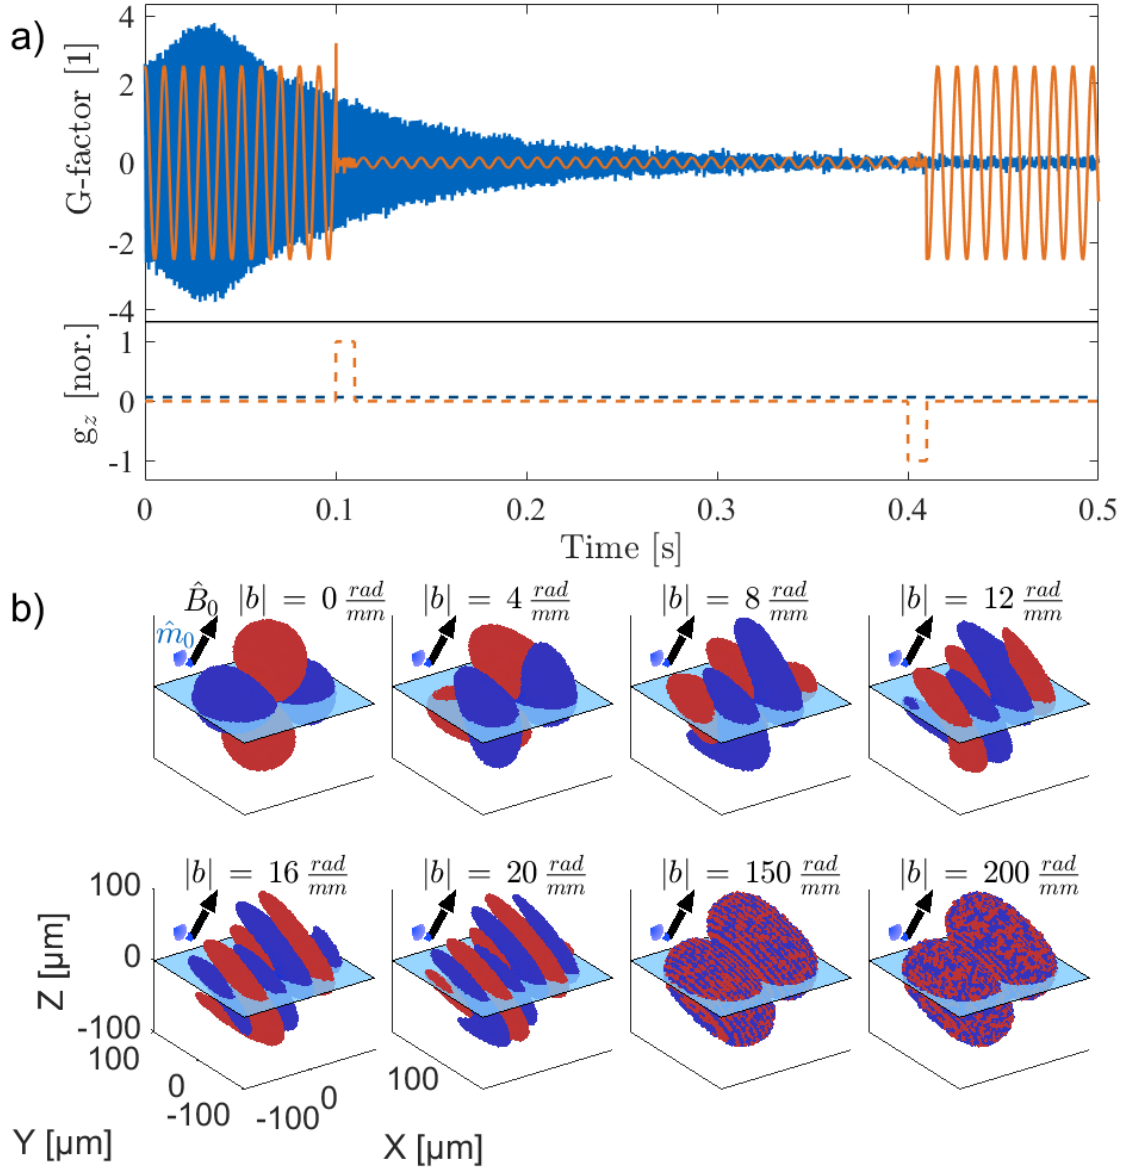 a)
G-factor [1]
4
2
0
-2
-4
g_z [nor.]
1
0
-1
0 0.1 0.2 0.3 0.4 0.5
Time [s]
b)
B̂₀ |b| = 0 rad/mm |b| = 4 rad/mm |b| = 8 rad/mm |b| = 12 rad/mm
m̂₀
|b| = 16 rad/mm |b| = 20 rad/mm |b| = 150 rad/mm |b| = 200 rad/mm
Z [µm]
100
0
-100
100
0
-100
-100
0
100
Y [µm] X [µm]